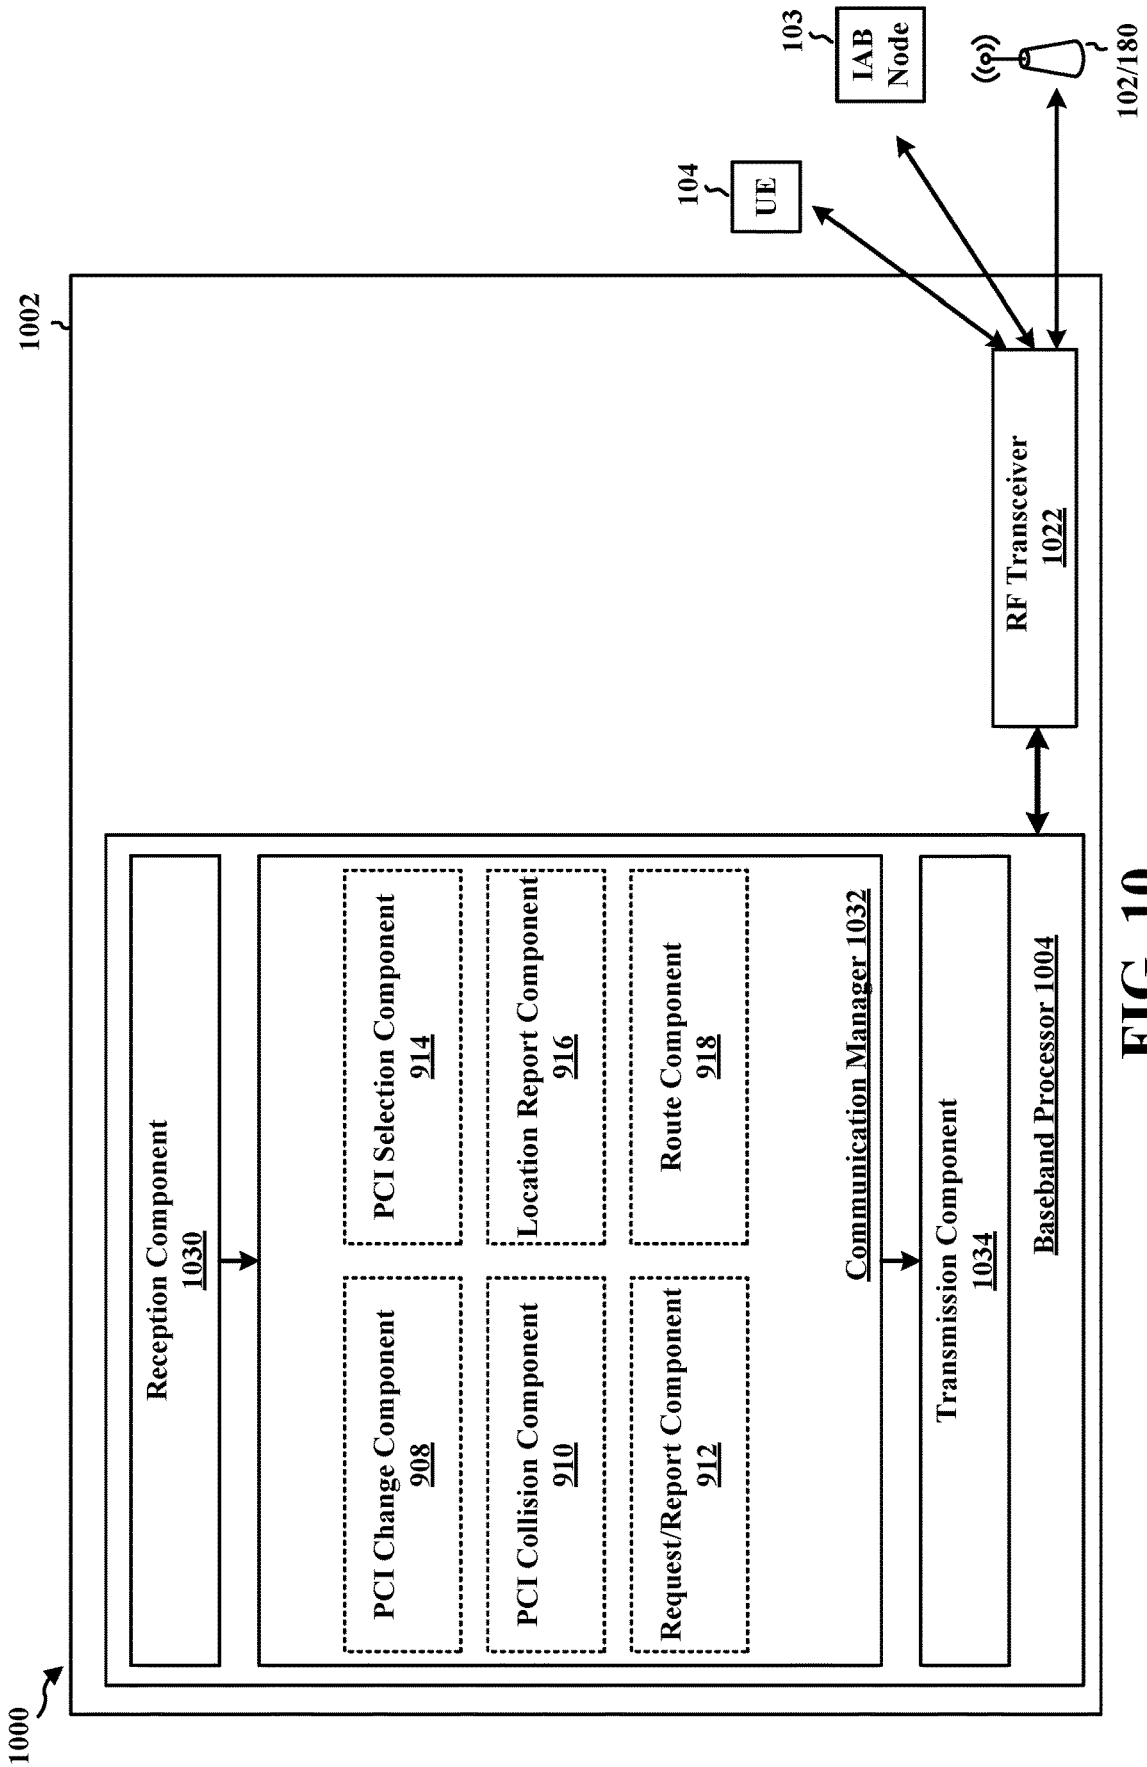 1000
1002
Reception Component
1030
PCI Change Component
908
PCI Selection Component
914
PCI Collision Component
910
Location Report Component
916
Request/Report Component
912
Route Component
918
Communication Manager 1032
Transmission Component
1034
Baseband Processor 1004
RF Transceiver
1022
104
UE
103
IAB
Node
102/180
FIG. 10